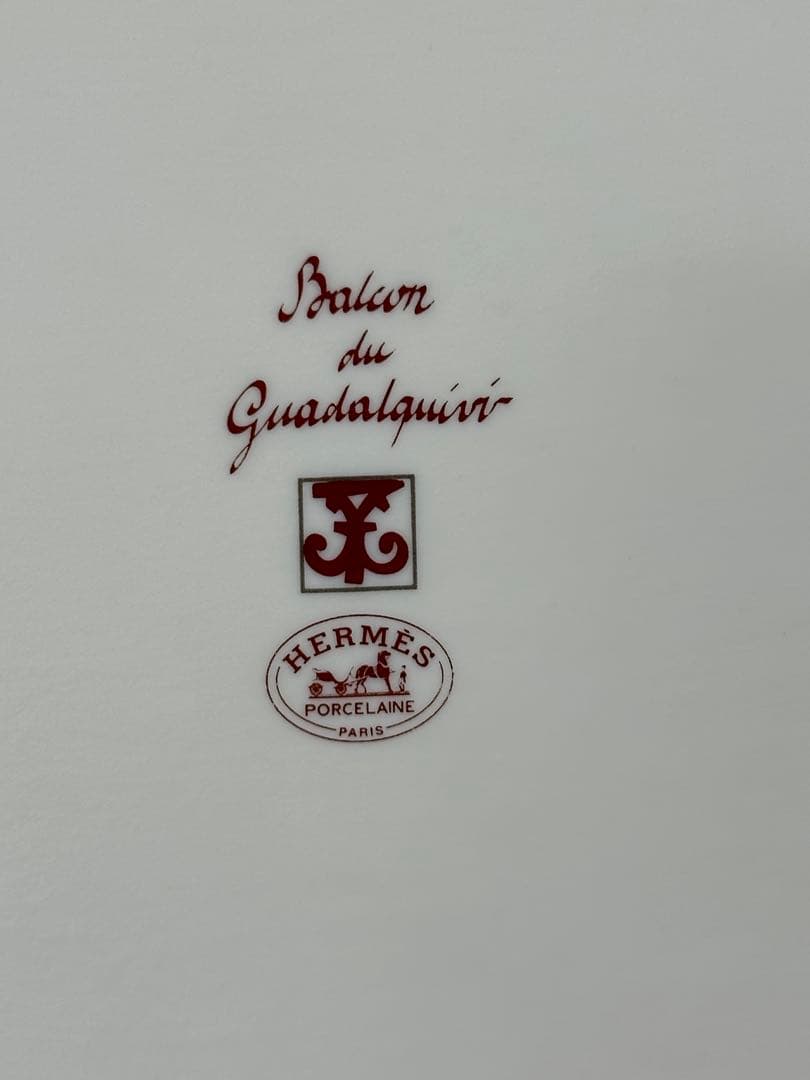 Balcon
du
Guadalquivir
HERMÈS
PORCELAINE
PARIS